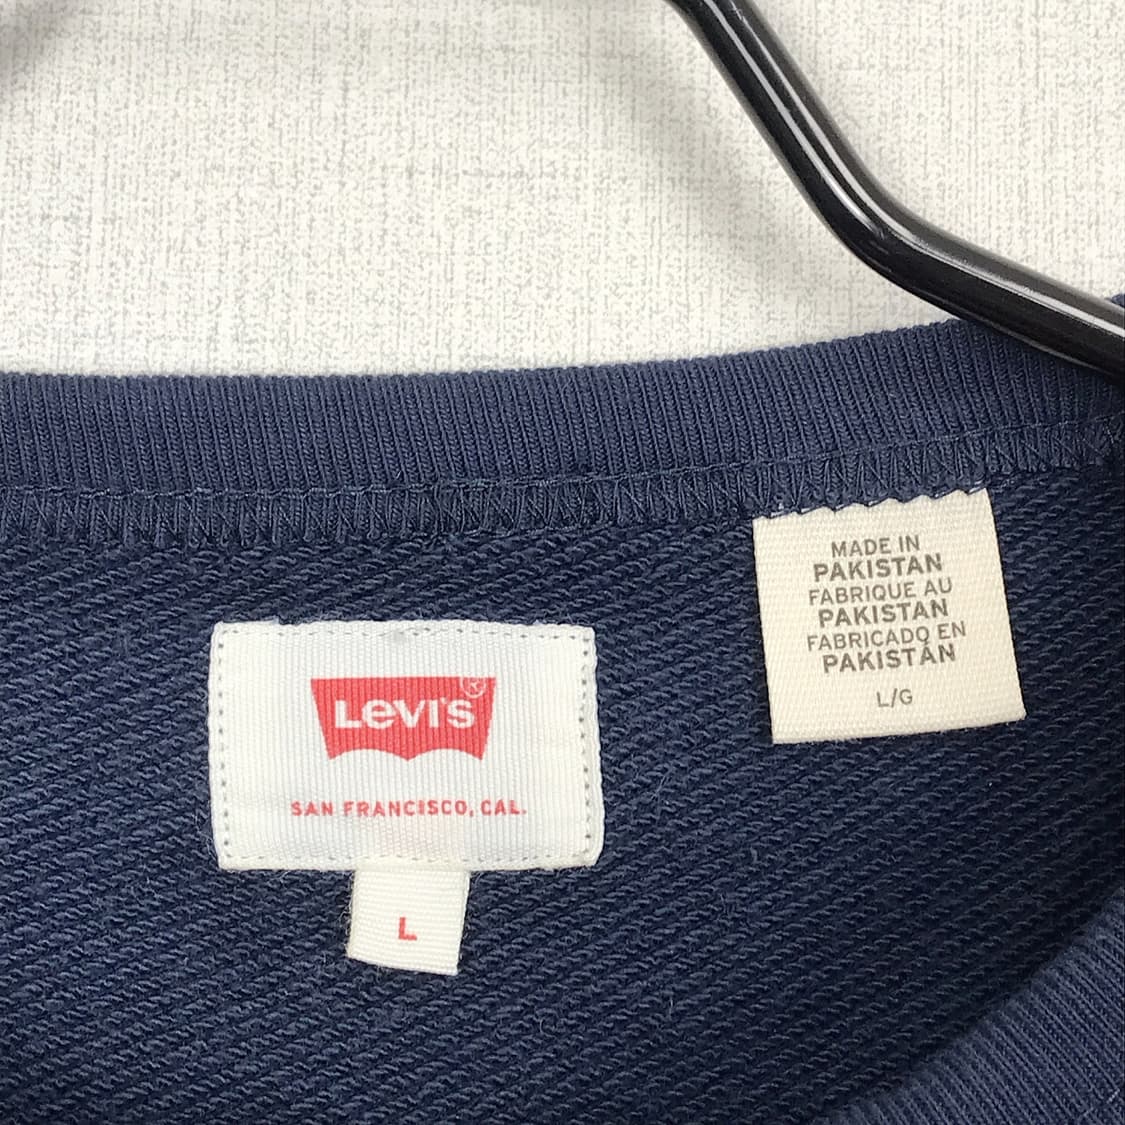 LEVI'S®
SAN FRANCISCO, CAL.
L
MADE IN
PAKISTAN
FABRIQUE AU
PAKISTAN
FABRICADO EN
PAKISTÁN
L/G